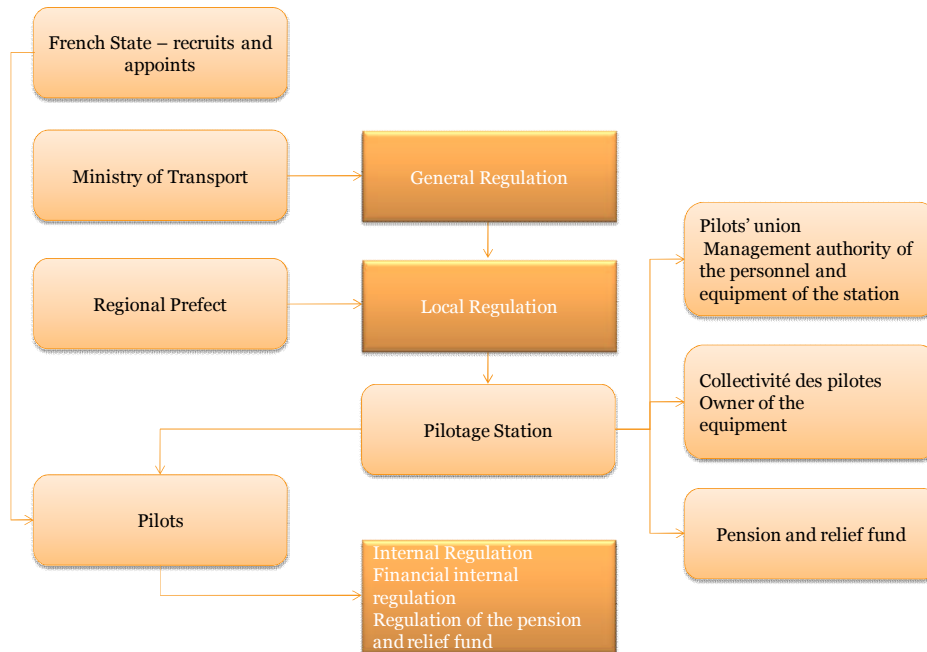 French State – recruits and
appoints
Ministry of Transport
General Regulation
Pilots’ union
Management authority of
the personnel and
equipment of the station
Regional Prefect
Local Regulation
Collectivité des pilotes
Owner of the
equipment
Pilotage Station
Pilots
Pension and relief fund
Internal Regulation
Financial internal
regulation
Regulation of the pension
and relief fund